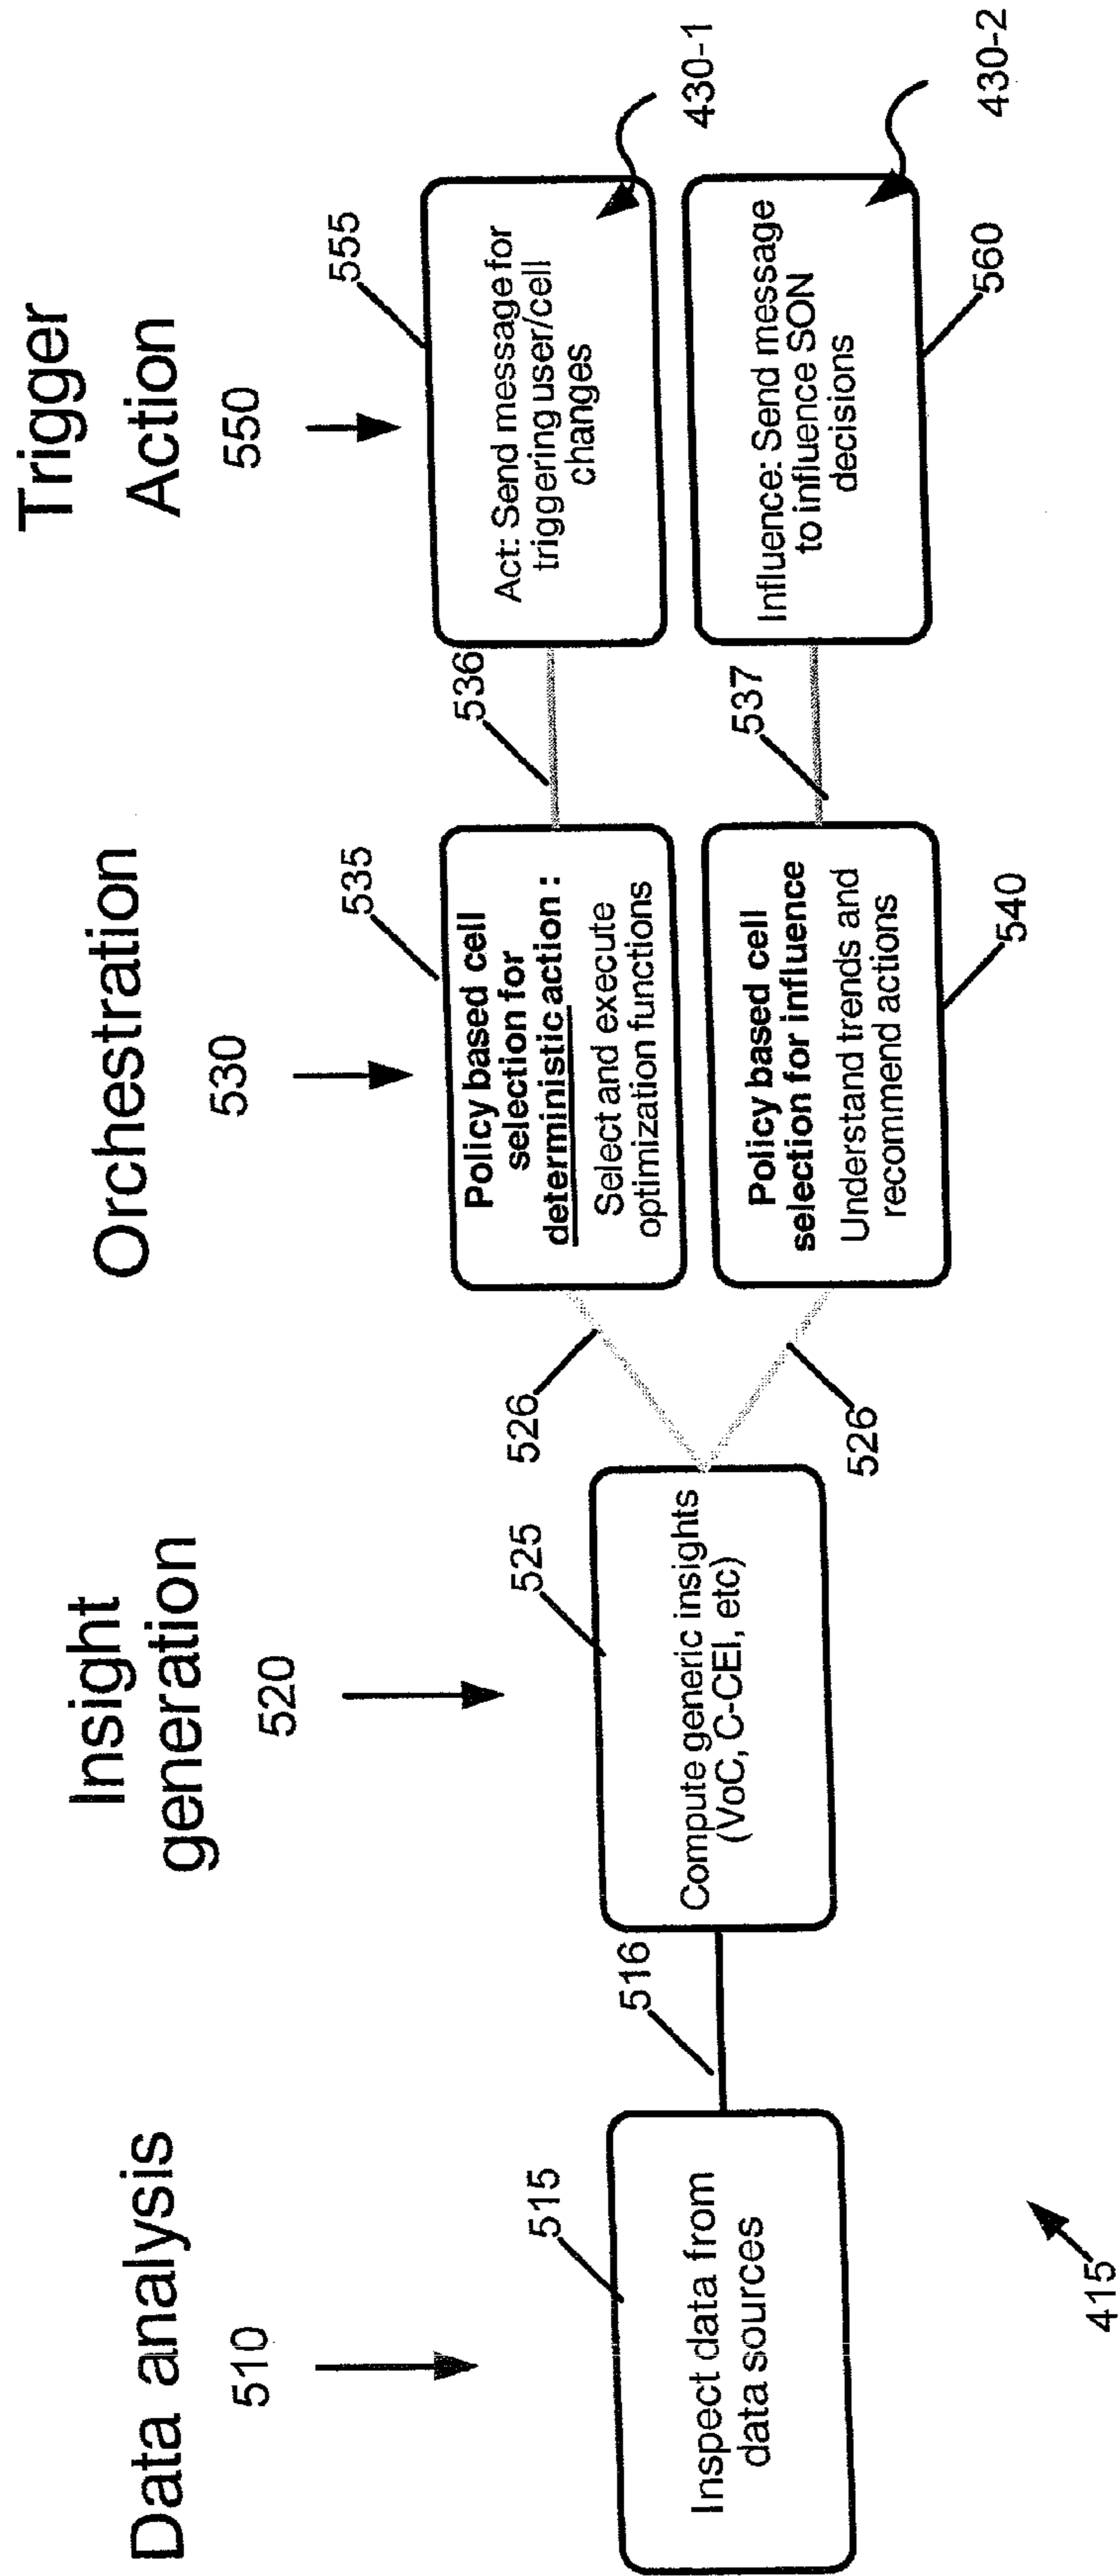 Data analysis
510
515
Inspect data from
data sources
516
415
Insight
generation
520
525
Compute generic insights
(VoC, C-CEI, etc)
526
526
Orchestration
530
535
Policy based cell
selection for
deterministic action :
Select and execute
optimization functions
536
Policy based cell
selection for influence
Understand trends and
recommend actions
540
537
Trigger
Action
550
555
Act: Send message for
triggering user/cell
changes
430-1
Influence: Send message
to influence SON
decisions
560
430-2